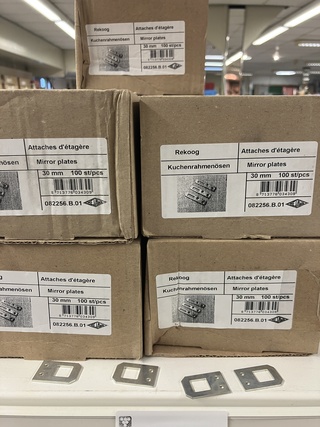 Rekoog Attaches d'étagère
Kuchenrahmenösen Mirror plates
30 mm 100 st/pcs
082256.B.01
Attaches d'étagère
Mirror plates
30 mm 100 st/pcs
082256.B.01
Rekoog Attaches d'étagère
Kuchenrahmenösen Mirror plates
30 mm 100 st/pcs
082256.B.01
Attaches d'étagère
Mirror plates
30 mm 100 st/pcs
082256.B.01
Rekoog Attaches d'étagère
Kuchenrahmenösen Mirror plates
30 mm 100 st/pcs
082256.B.01